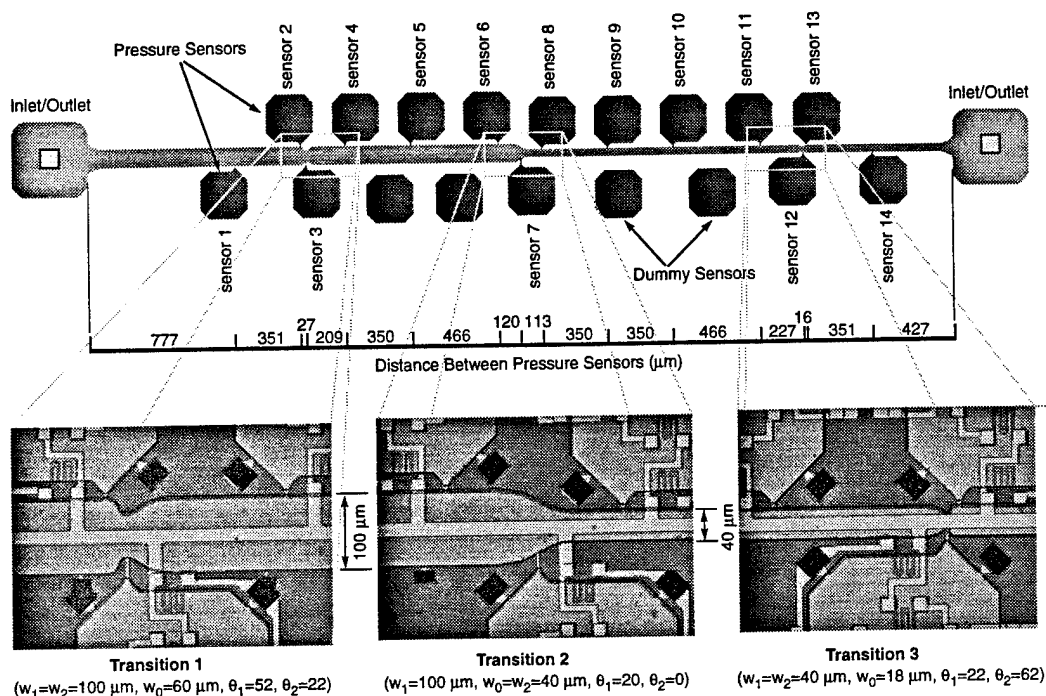 Pressure Sensors
Inlet/Outlet
sensor 2
sensor 4
sensor 5
sensor 6
sensor 8
sensor 9
sensor 10
sensor 11
sensor 13
Inlet/Outlet
sensor 1
sensor 3
sensor 7
Dummy Sensors
sensor 12
sensor 14
777
351
27
209
350
466
120
113
350
350
466
227
16
351
427
Distance Between Pressure Sensors (μm)
100 μm
40 μm
Transition 1
(w₁=w₂=100 μm, w₀=60 μm, θ₁=52, θ₂=22)
Transition 2
(w₁=100 μm, w₀=w₂=40 μm, θ₁=20, θ₂=0)
Transition 3
(w₁=w₂=40 μm, w₀=18 μm, θ₁=22, θ₂=62)